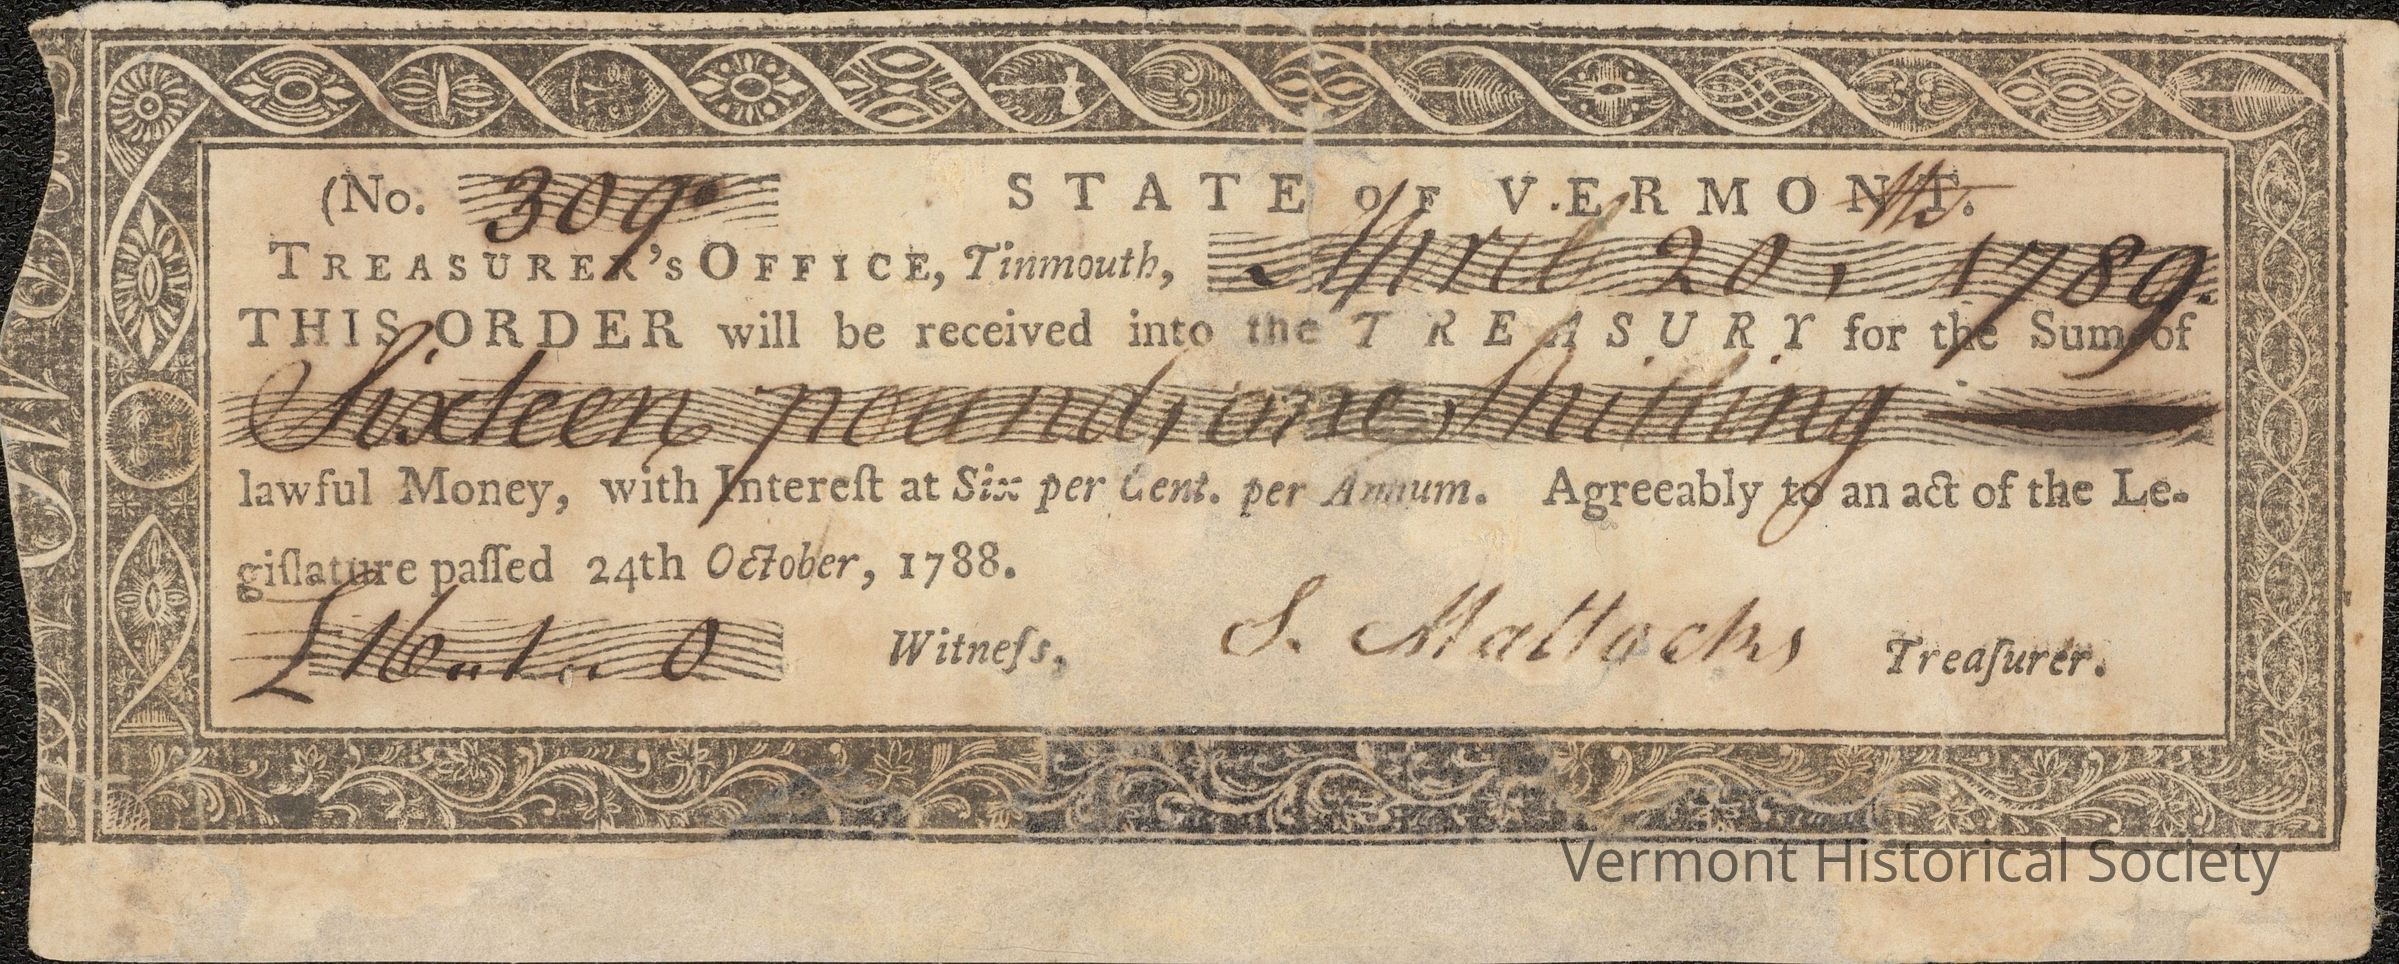 (No. 309.
STATE OF VERMONT.
TREASURER'S OFFICE, Tinmouth, April 20th, 1789.
THIS ORDER will be received into the TREASURY for the Sum of
Sixteen pound, one Shilling
lawful Money, with Intereſt at Six per Cent. per Annum. Agreeably to an act of the Le-
giſlature paſſed 24th October, 1788.
£16„1„0 Witneſs, S. Mattocks Treaſurer.
Vermont Historical Society